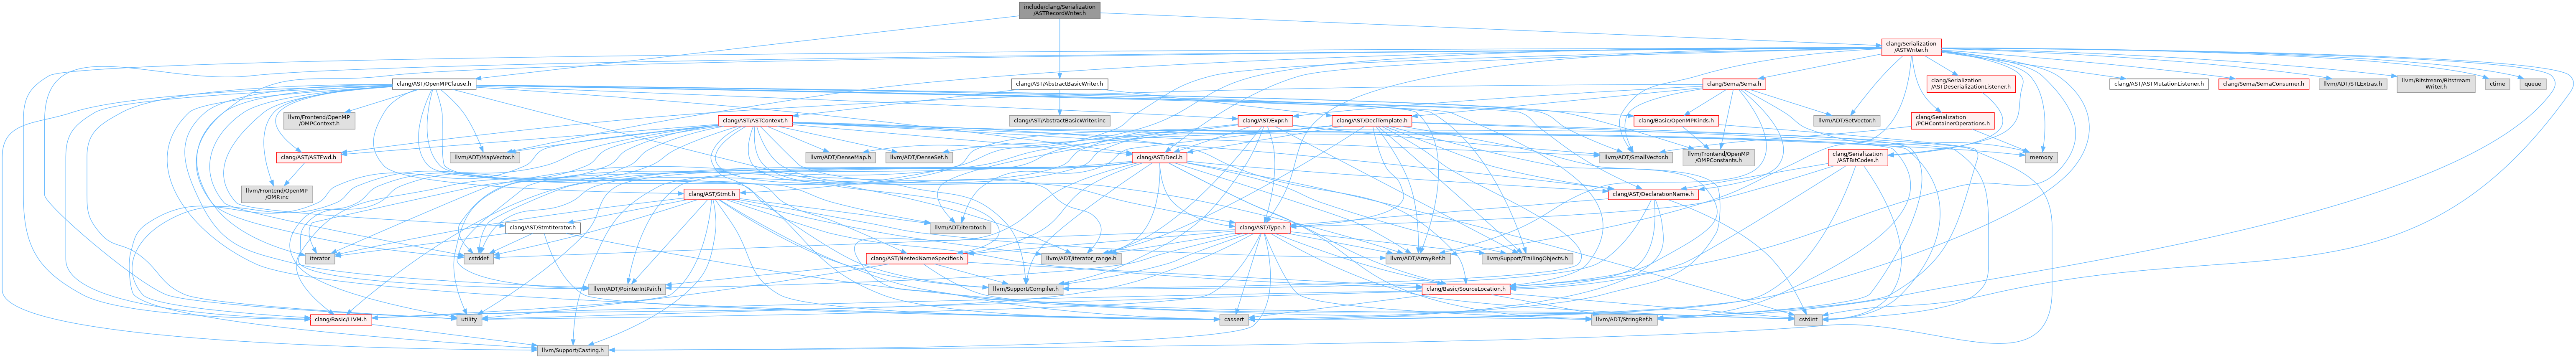 include/clang/Serialization
/ASTRecordWriter.h
clang/Serialization
/ASTWriter.h
clang/AST/OpenMPClause.h
clang/AST/AbstractBasicWriter.h
clang/Sema/Sema.h
clang/Serialization
/ASTDeserializationListener.h
clang/AST/ASTMutationListener.h
clang/Sema/SemaConsumer.h
llvm/ADT/STLExtras.h
llvm/Bitstream/Bitstream
Writer.h
ctime
queue
llvm/Frontend/OpenMP
/OMPContext.h
clang/AST/ASTContext.h
clang/AST/AbstractBasicWriter.inc
clang/AST/Expr.h
clang/AST/DeclTemplate.h
clang/Basic/OpenMPKinds.h
llvm/ADT/SetVector.h
clang/Serialization
/PCHContainerOperations.h
clang/AST/ASTFwd.h
llvm/ADT/MapVector.h
llvm/ADT/DenseMap.h
llvm/ADT/DenseSet.h
clang/AST/Decl.h
llvm/ADT/SmallVector.h
llvm/Frontend/OpenMP
/OMPConstants.h
clang/Serialization
/ASTBitCodes.h
memory
llvm/Frontend/OpenMP
/OMP.inc
clang/AST/Stmt.h
clang/AST/DeclarationName.h
clang/AST/StmtIterator.h
llvm/ADT/iterator.h
clang/AST/Type.h
iterator
cstddef
clang/AST/NestedNameSpecifier.h
llvm/ADT/iterator_range.h
llvm/ADT/ArrayRef.h
llvm/Support/TrailingObjects.h
llvm/ADT/PointerIntPair.h
llvm/Support/Compiler.h
clang/Basic/SourceLocation.h
clang/Basic/LLVM.h
utility
cassert
llvm/ADT/StringRef.h
cstdint
llvm/Support/Casting.h